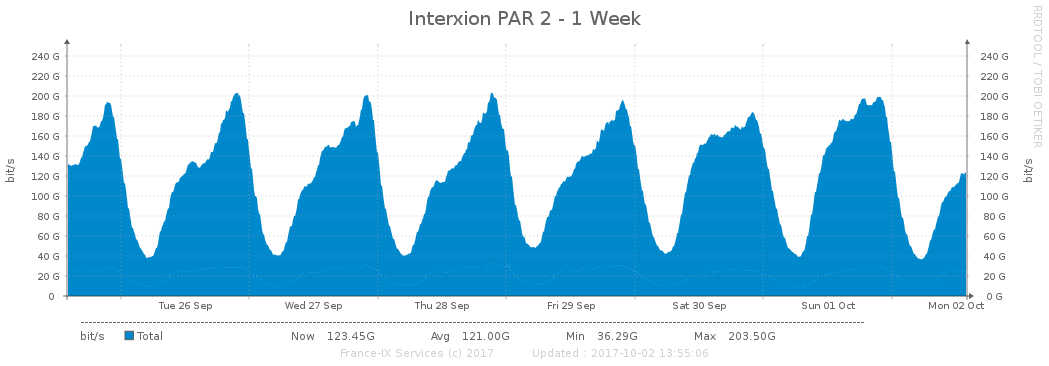 Interxion PAR 2 - 1 Week
RRDTOOL / TOBI OETIKER
240 G 240 G
220 G 220 G
200 G 200 G
180 G 180 G
160 G 160 G
140 G 140 G
120 G 120 G
100 G 100 G
80 G 80 G
60 G 60 G
40 G 40 G
20 G 20 G
0 0 G
bit/s
bit/s
Tue 26 Sep Wed 27 Sep Thu 28 Sep Fri 29 Sep Sat 30 Sep Sun 01 Oct Mon 02 Oct
bit/s Total Now 123.45G Avg 121.00G Min 36.29G Max 203.50G
France-IX Services (c) 2017 Updated : 2017-10-02 13:55:06